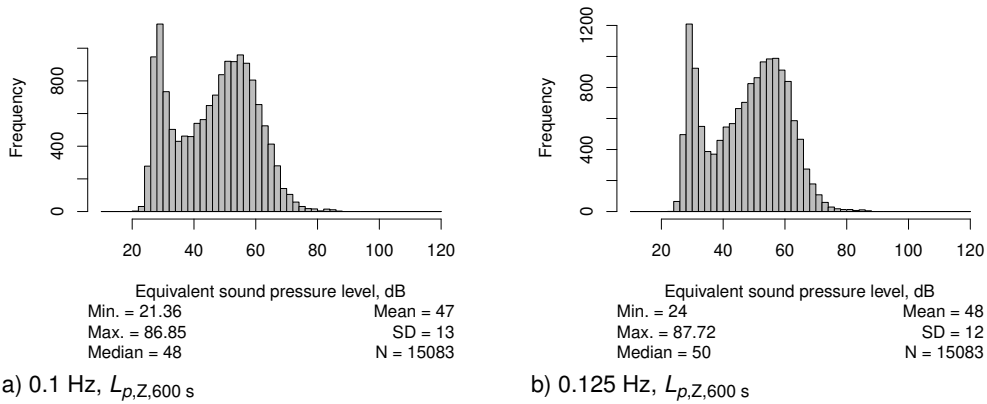 Frequency
0 400 800
20 40 60 80 100 120
Equivalent sound pressure level, dB
Min. = 21.36 Mean = 47
Max. = 86.85 SD = 13
Median = 48 N = 15083
a) 0.1 Hz, Lp,Z,600 s
Frequency
0 400 800 1200
20 40 60 80 100 120
Equivalent sound pressure level, dB
Min. = 24 Mean = 48
Max. = 87.72 SD = 12
Median = 50 N = 15083
b) 0.125 Hz, Lp,Z,600 s